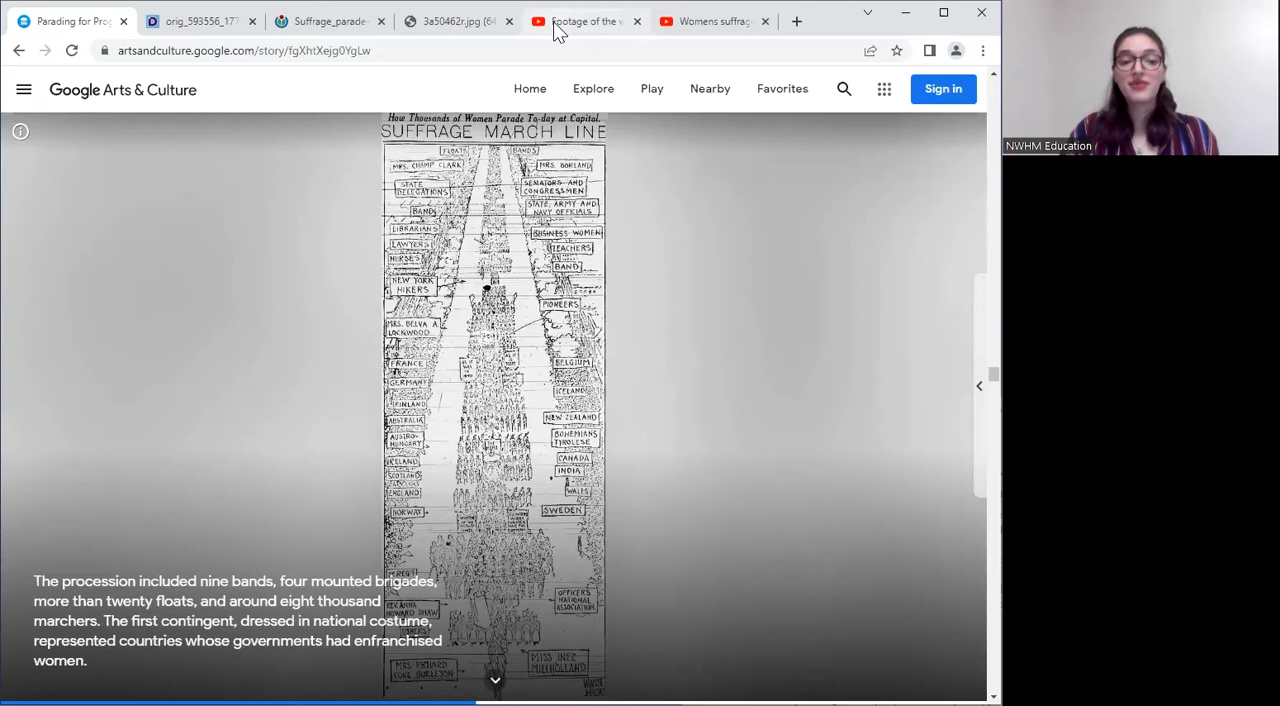 Parading for Prog
orig_593556_177
Suffrage_parade-
3a50462r.jpg (64
Footage of the w
Womens suffrag
artsandculture.google.com/story/fgXhtXejg0YgLw
Google Arts & Culture
Home
Explore
Play
Nearby
Favorites
Sign in
NWHM Education
How Thousands of Women Parade To-day at Capital.
SUFFRAGE MARCH LINE
FLOATS
BANDS
MRS. CHAMP CLARK
MRS. BORLAND
STATE
DELEGATIONS
SENATORS AND
CONGRESSMEN
STATE, ARMY AND
NAVY OFFICIALS
BAND
LIBRARIANS
BUSINESS WOMEN
LAWYERS
TEACHERS
NURSES
BAND
NEW YORK
HIKERS
PIONEERS
MRS. BELVA A.
LOCKWOOD
FRANCE
BELGIUM
GERMANY
ICELAND
FINLAND
NEW ZEALAND
AUSTRALIA
AUSTRO-
HUNGARY
BOHEMIANS
TYROLESE
ICELAND
CANADA
SCOTLAND
INDIA
ENGLAND
WALES
NORWAY
SWEDEN
The procession included nine bands, four mounted brigades,
more than twenty floats, and around eight thousand
marchers. The first contingent, dressed in national costume,
represented countries whose governments had enfranchised
women.
OFFICERS
NATIONAL
ASSOCIATION
REV. ANNA
HOWARD SHAW
MRS. RICHARD
COKE BURLESON
MISS INEZ
MILHOLLAND